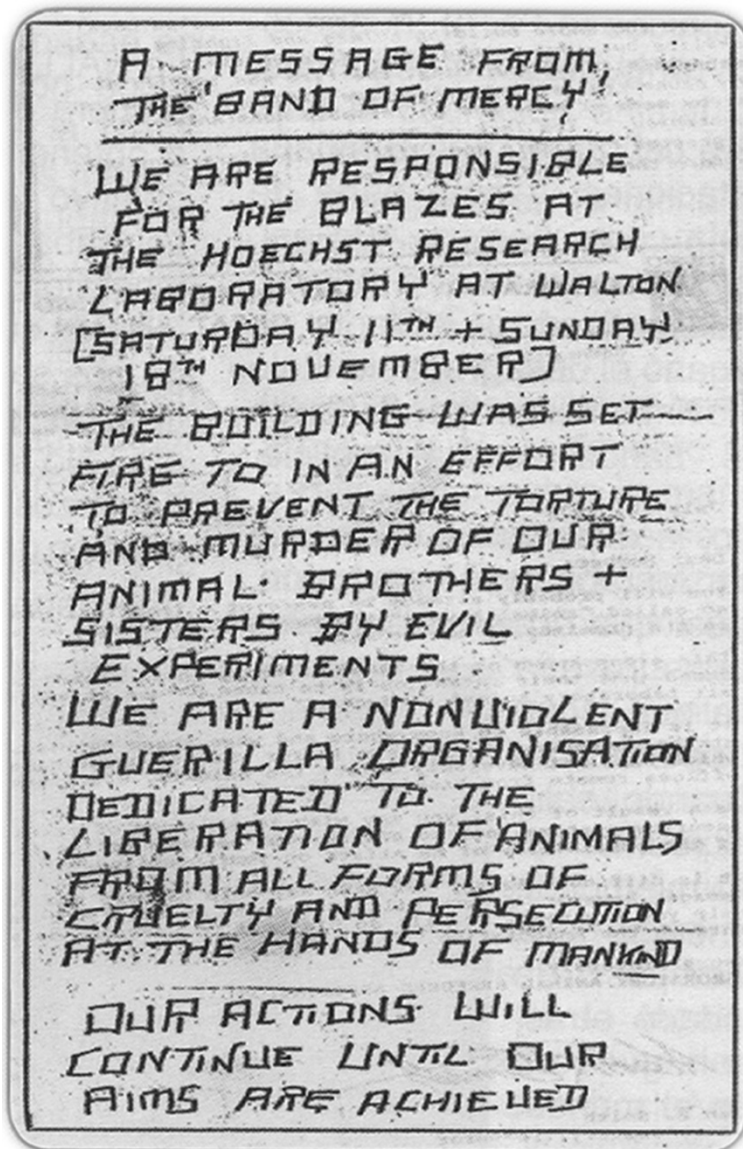 A MESSAGE FROM,
THE 'BAND OF MERCY'
WE ARE RESPONSIBLE
FOR THE BLAZES AT
THE HOECHST RESEARCH
LABORATORY AT WALTON
[SATURDAY 11TH + SUNDAY
18TH NOVEMBER]
THE BUILDING WAS SET
FIRE TO IN AN EFFORT
TO PREVENT THE TORTURE
AND MURDER OF OUR
ANIMAL BROTHERS +
SISTERS BY EVIL
EXPERIMENTS
WE ARE A NONVIOLENT
GUERILLA ORGANISATION
DEDICATED TO THE
LIBERATION OF ANIMALS
FROM ALL FORMS OF
CRUELTY AND PERSECUTION
AT THE HANDS OF MANKIND
OUR ACTIONS WILL
CONTINUE UNTIL OUR
AIMS ARE ACHIEVED